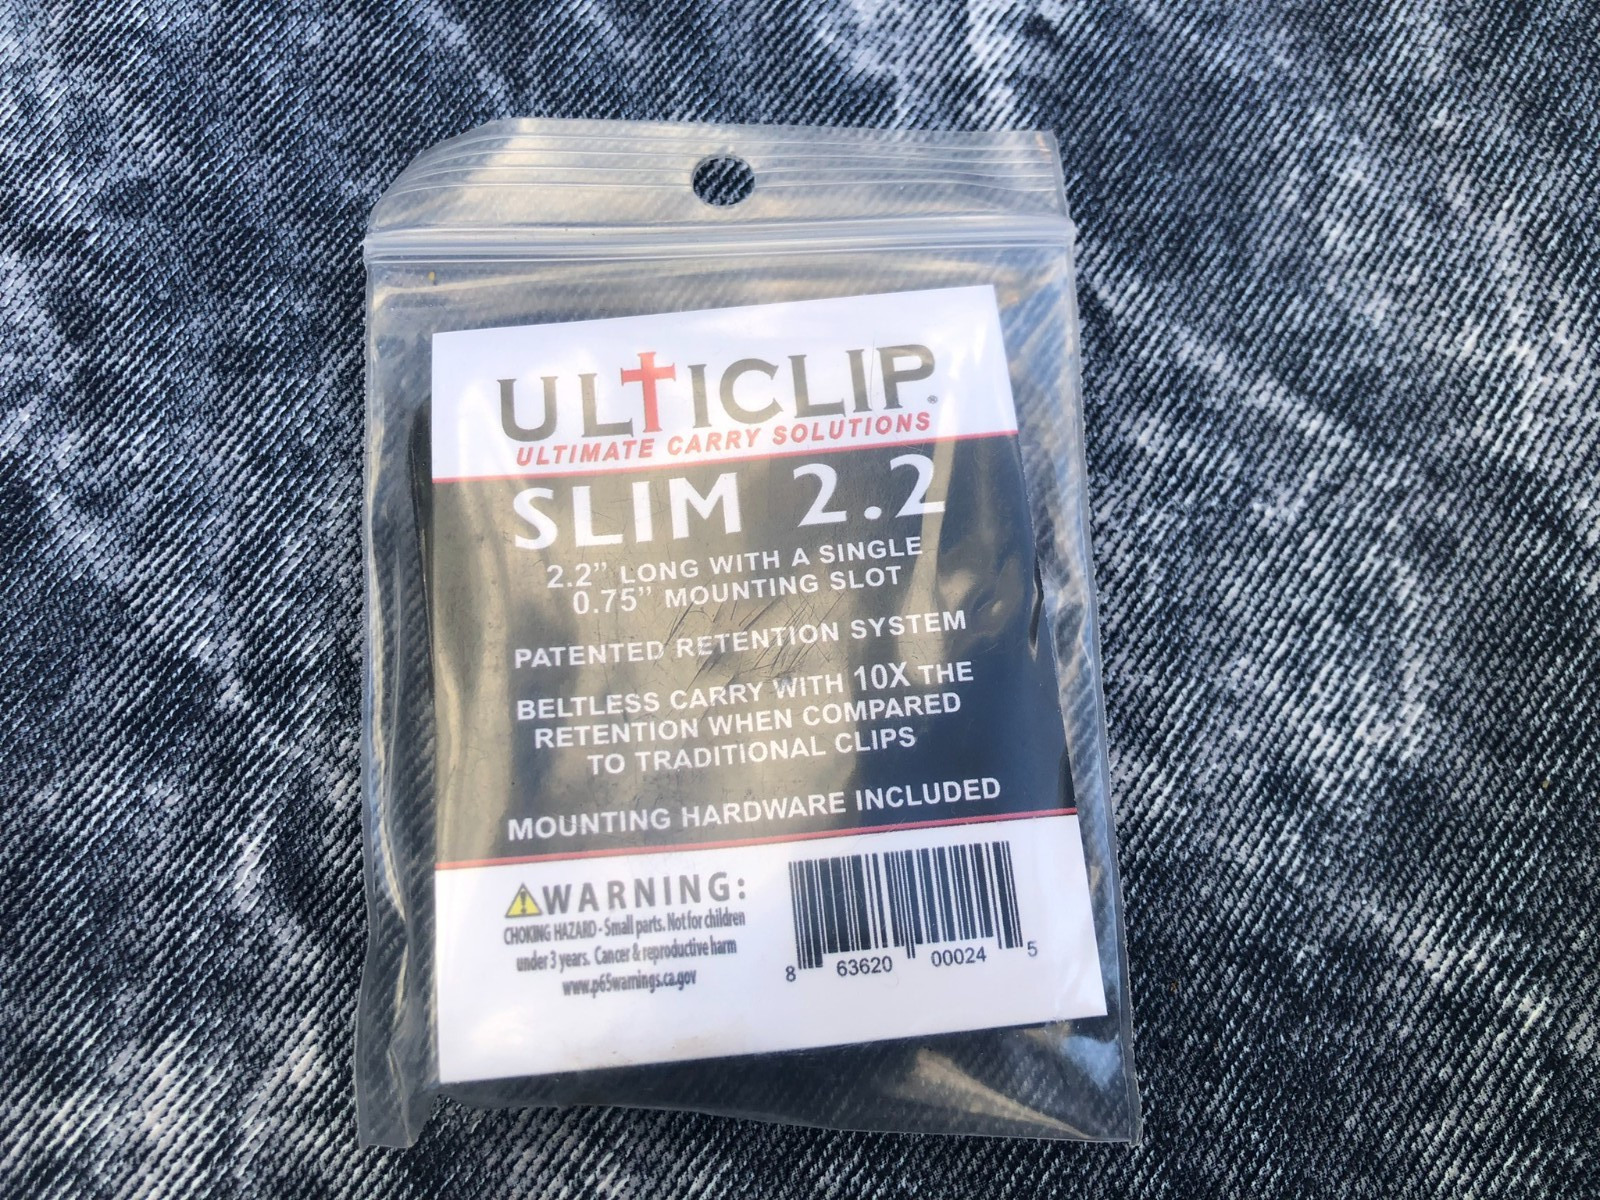 ULTICLIP®
ULTIMATE CARRY SOLUTIONS
SLIM 2.2
2.2” LONG WITH A SINGLE
0.75” MOUNTING SLOT
PATENTED RETENTION SYSTEM
BELTLESS CARRY WITH 10X THE
RETENTION WHEN COMPARED
TO TRADITIONAL CLIPS
MOUNTING HARDWARE INCLUDED
WARNING:
CHOKING HAZARD - Small parts. Not for children
under 3 years. Cancer & reproductive harm
www.p65warnings.ca.gov
8 63620 00024 5